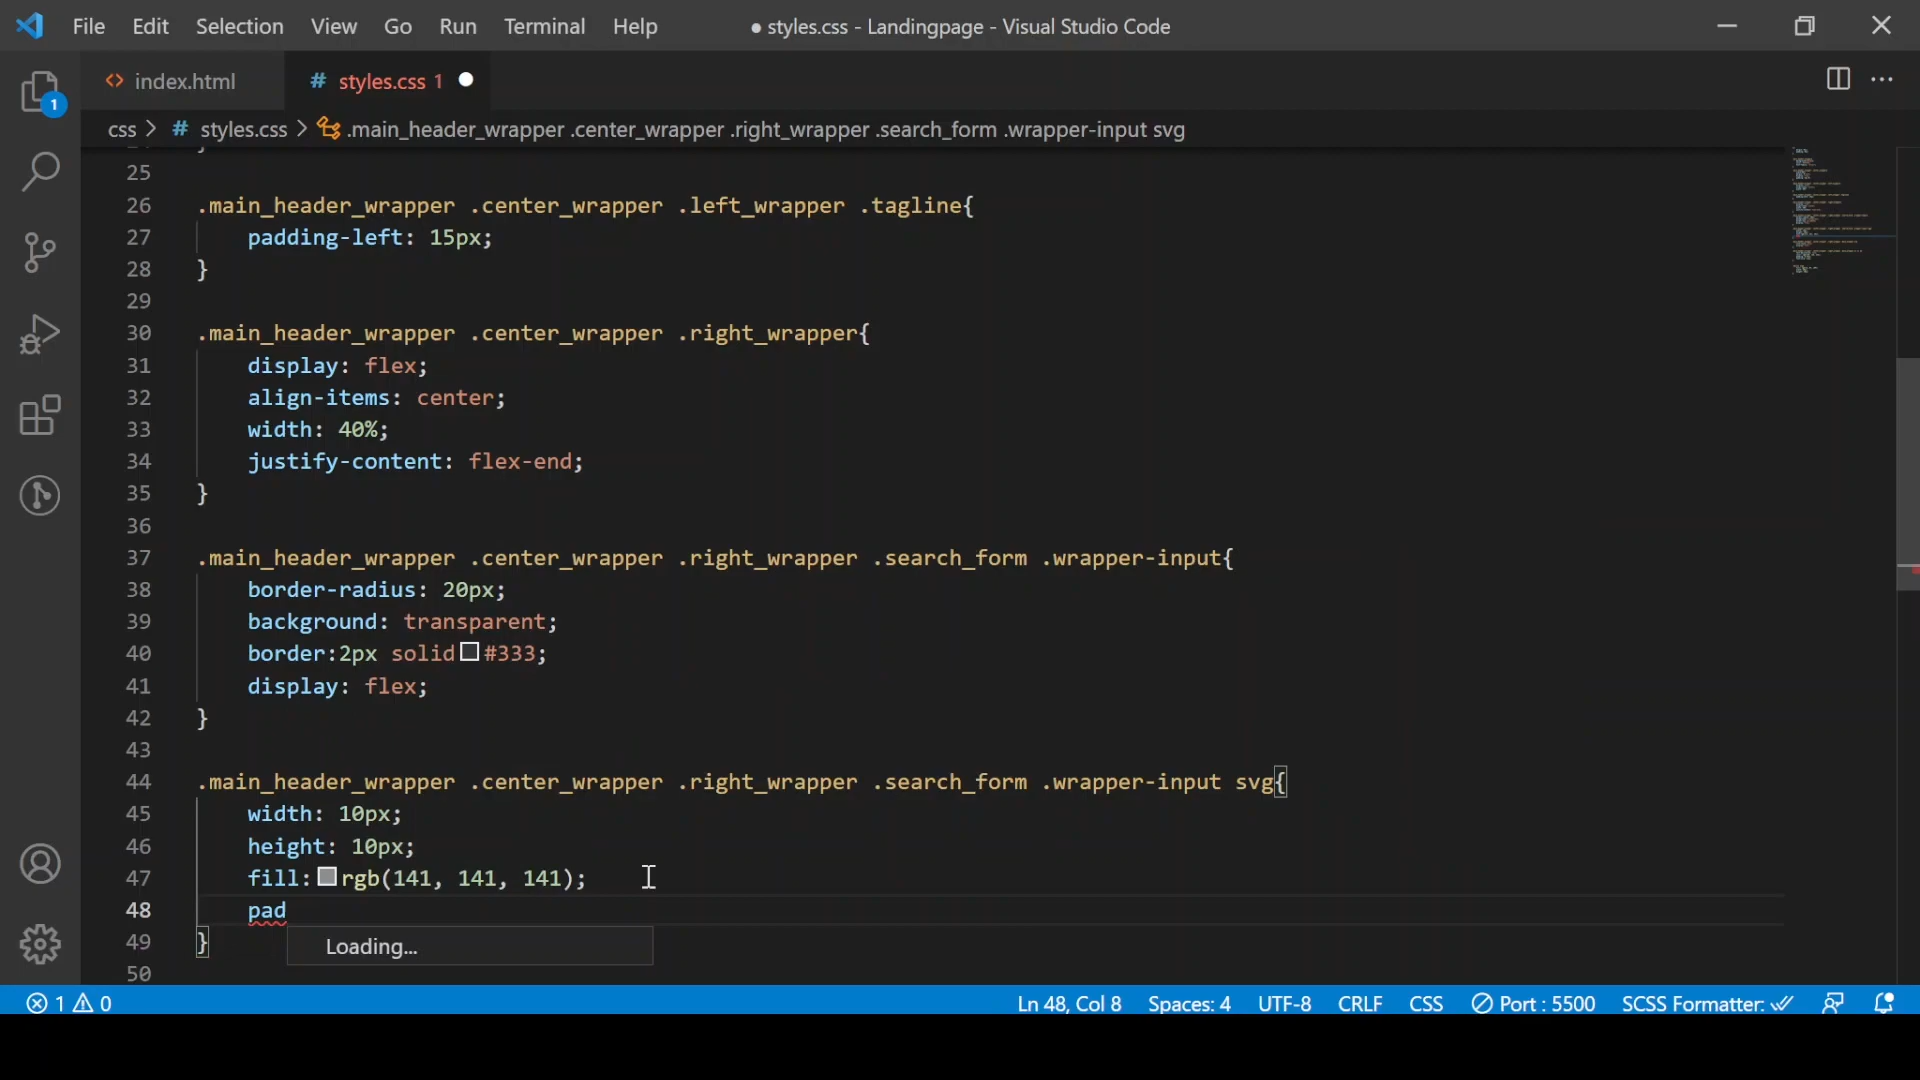 File Edit Selection View Go Run Terminal Help ● styles.css - Landingpage - Visual Studio Code
index.html # styles.css 1
1
css > # styles.css > .main_header_wrapper .center_wrapper .right_wrapper .search_form .wrapper-input svg
25
26 .main_header_wrapper .center_wrapper .left_wrapper .tagline{
27 padding-left: 15px;
28 }
29
30 .main_header_wrapper .center_wrapper .right_wrapper{
31 display: flex;
32 align-items: center;
33 width: 40%;
34 justify-content: flex-end;
35 }
36
37 .main_header_wrapper .center_wrapper .right_wrapper .search_form .wrapper-input{
38 border-radius: 20px;
39 background: transparent;
40 border:2px solid #333;
41 display: flex;
42 }
43
44 .main_header_wrapper .center_wrapper .right_wrapper .search_form .wrapper-input svg{
45 width: 10px;
46 height: 10px;
47 fill: rgb(141, 141, 141);
48 pad
49 }
Loading...
50
1 0 Ln 48, Col 8 Spaces: 4 UTF-8 CRLF CSS Port : 5500 SCSS Formatter: